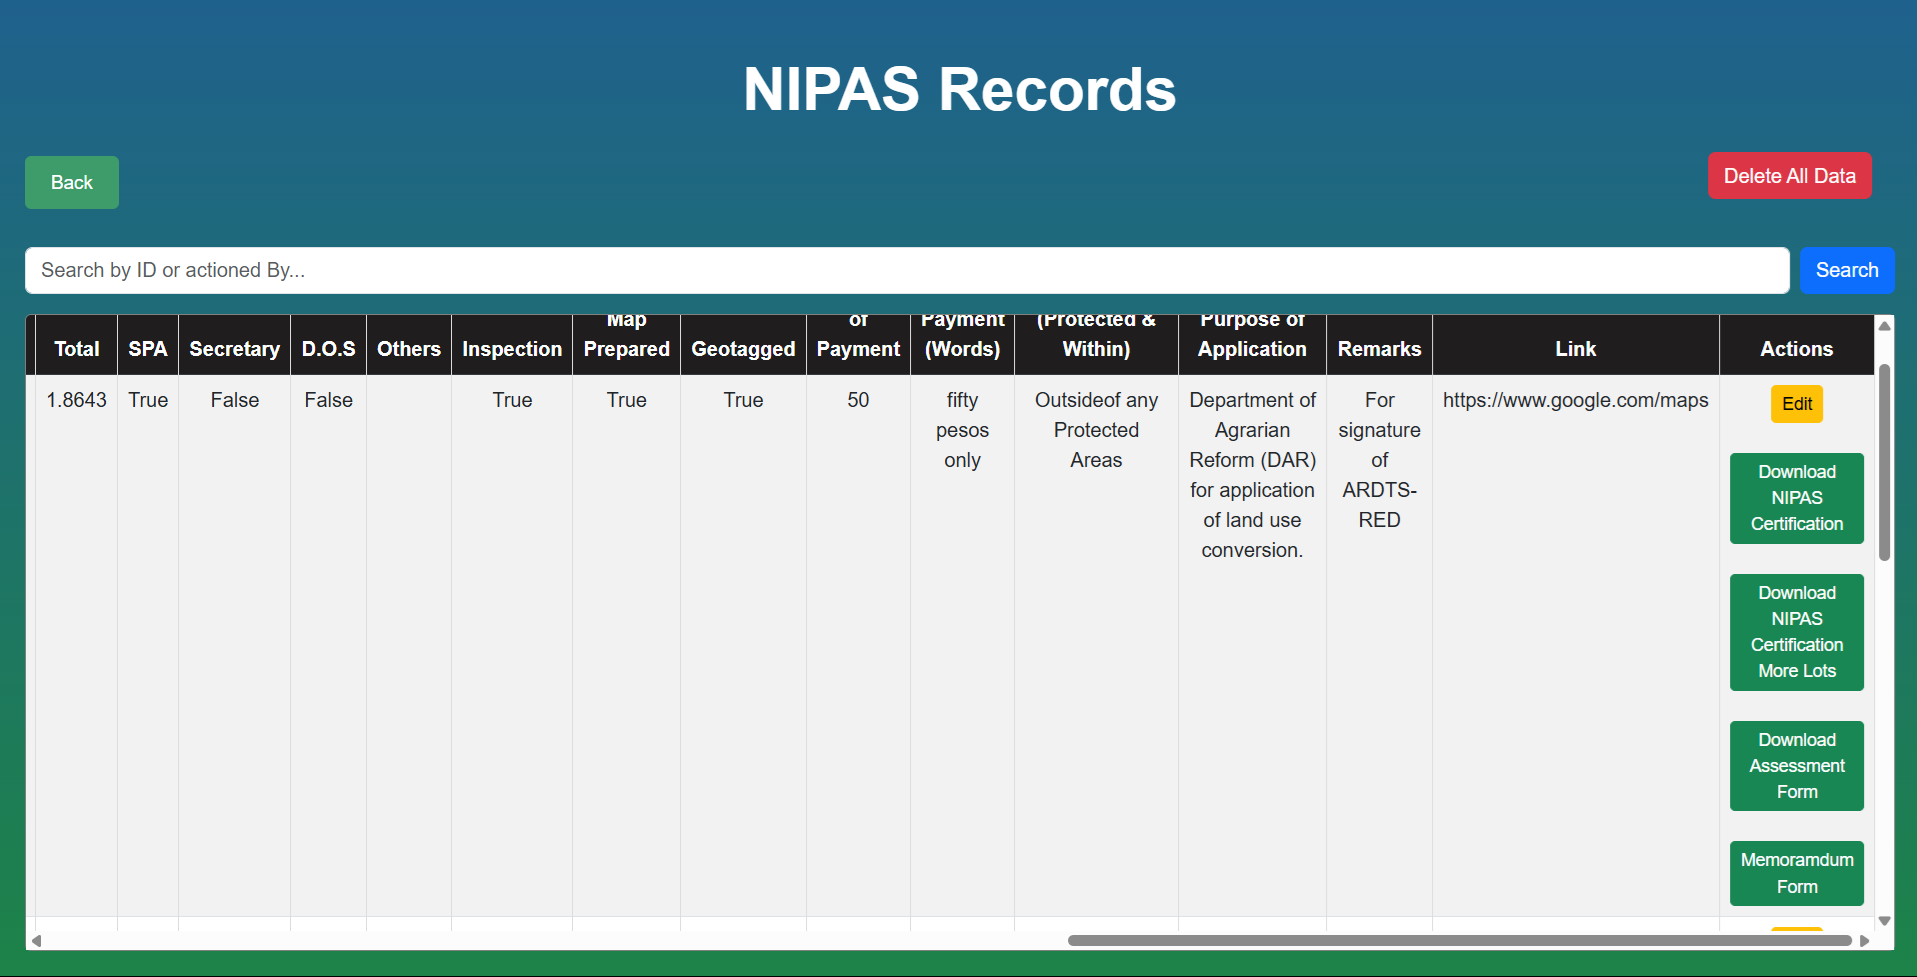 NIPAS Records
Back
Delete All Data
Search by ID or actioned By...
Search
Total
SPA
Secretary
D.O.S
Others
Inspection
Map
Prepared
Geotagged
of
Payment
Payment
(Words)
(Protected &
Within)
Purpose of
Application
Remarks
Link
Actions
1.8643
True
False
False
True
True
True
50
fifty
pesos
only
Outsideof any
Protected
Areas
Department of
Agrarian
Reform (DAR)
for application
of land use
conversion.
For
signature
of
ARDTS-
RED
https://www.google.com/maps
Edit
Download
NIPAS
Certification
Download
NIPAS
Certification
More Lots
Download
Assessment
Form
Memoramdum
Form